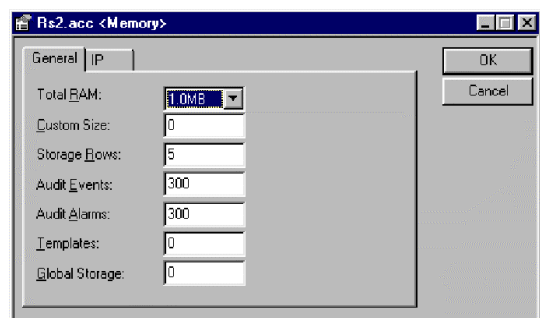 Rs2.acc <Memory>
General IP
OK
Cancel
Total RAM: 1.0MB
Custom Size: 0
Storage Rows: 5
Audit Events: 300
Audit Alarms: 300
Templates: 0
Global Storage: 0